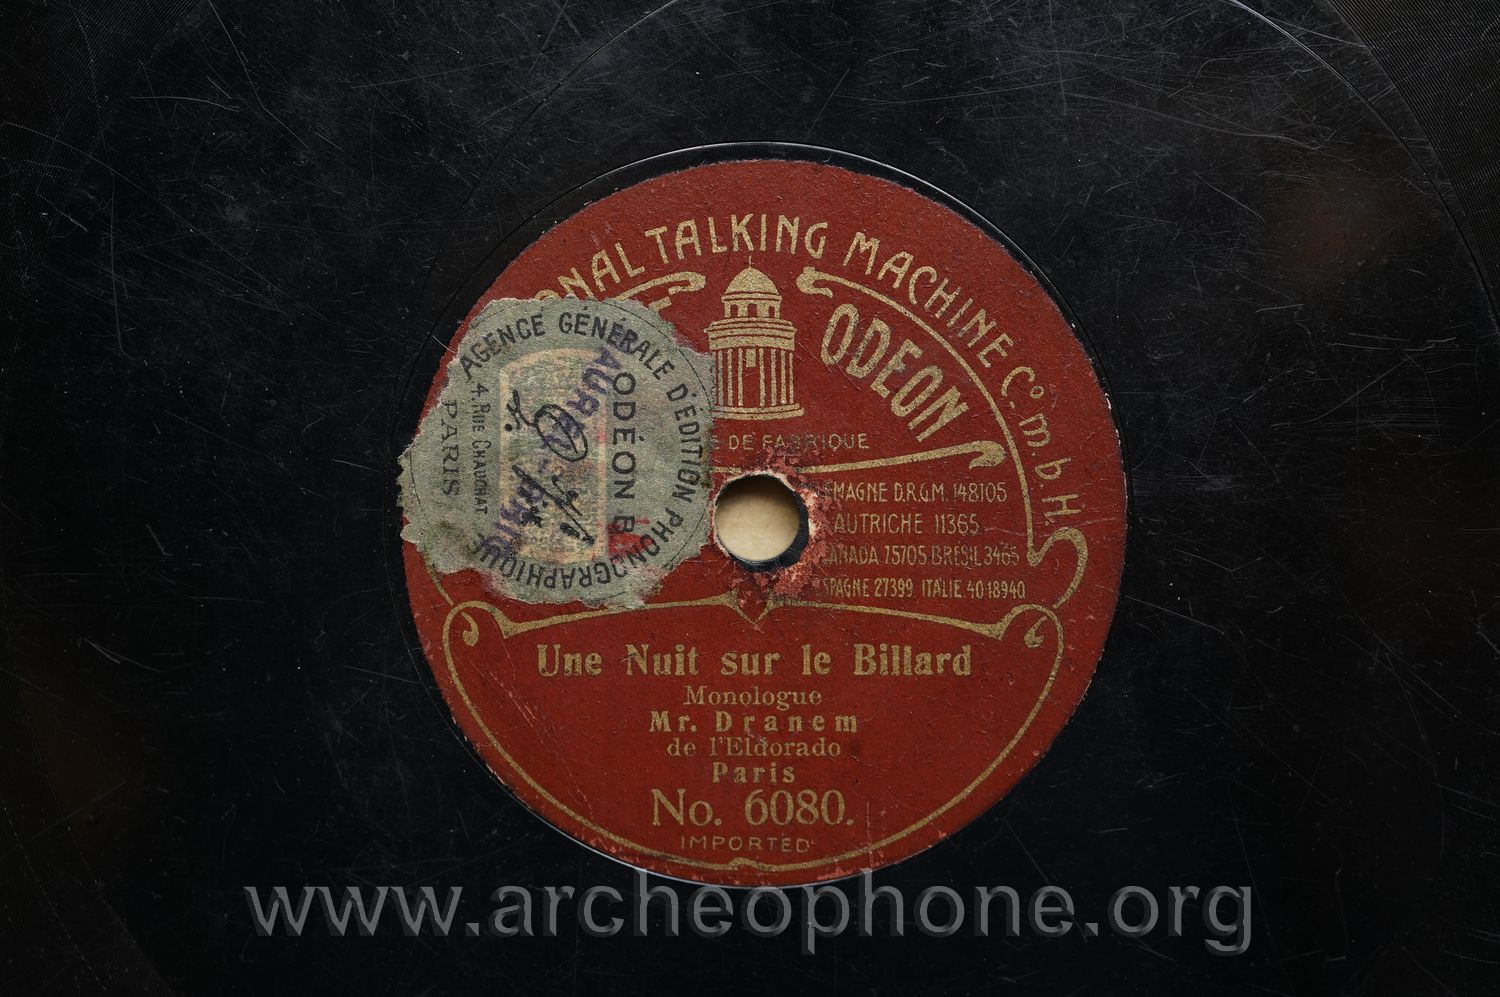 ONAL TALKING MACHINE Co. m. b. H.
ODEON
DE FABRIQUE
EMAGNE D.R.G.M. 148105
AUTRICHE 11365
ANADA 75705 BRESIL 3465
SPAGNE 27399 ITALIE 40 18940
AGENCE GÉNÉRALE D'ÉDITION PHONOGRAPHIQUE
ODÉON B
4, RUE CHAUCHAT
PARIS
Une Nuit sur le Billard
Monologue
Mr. Dranem
de l'Eldorado
Paris
No. 6080.
IMPORTED
www.archeophone.org